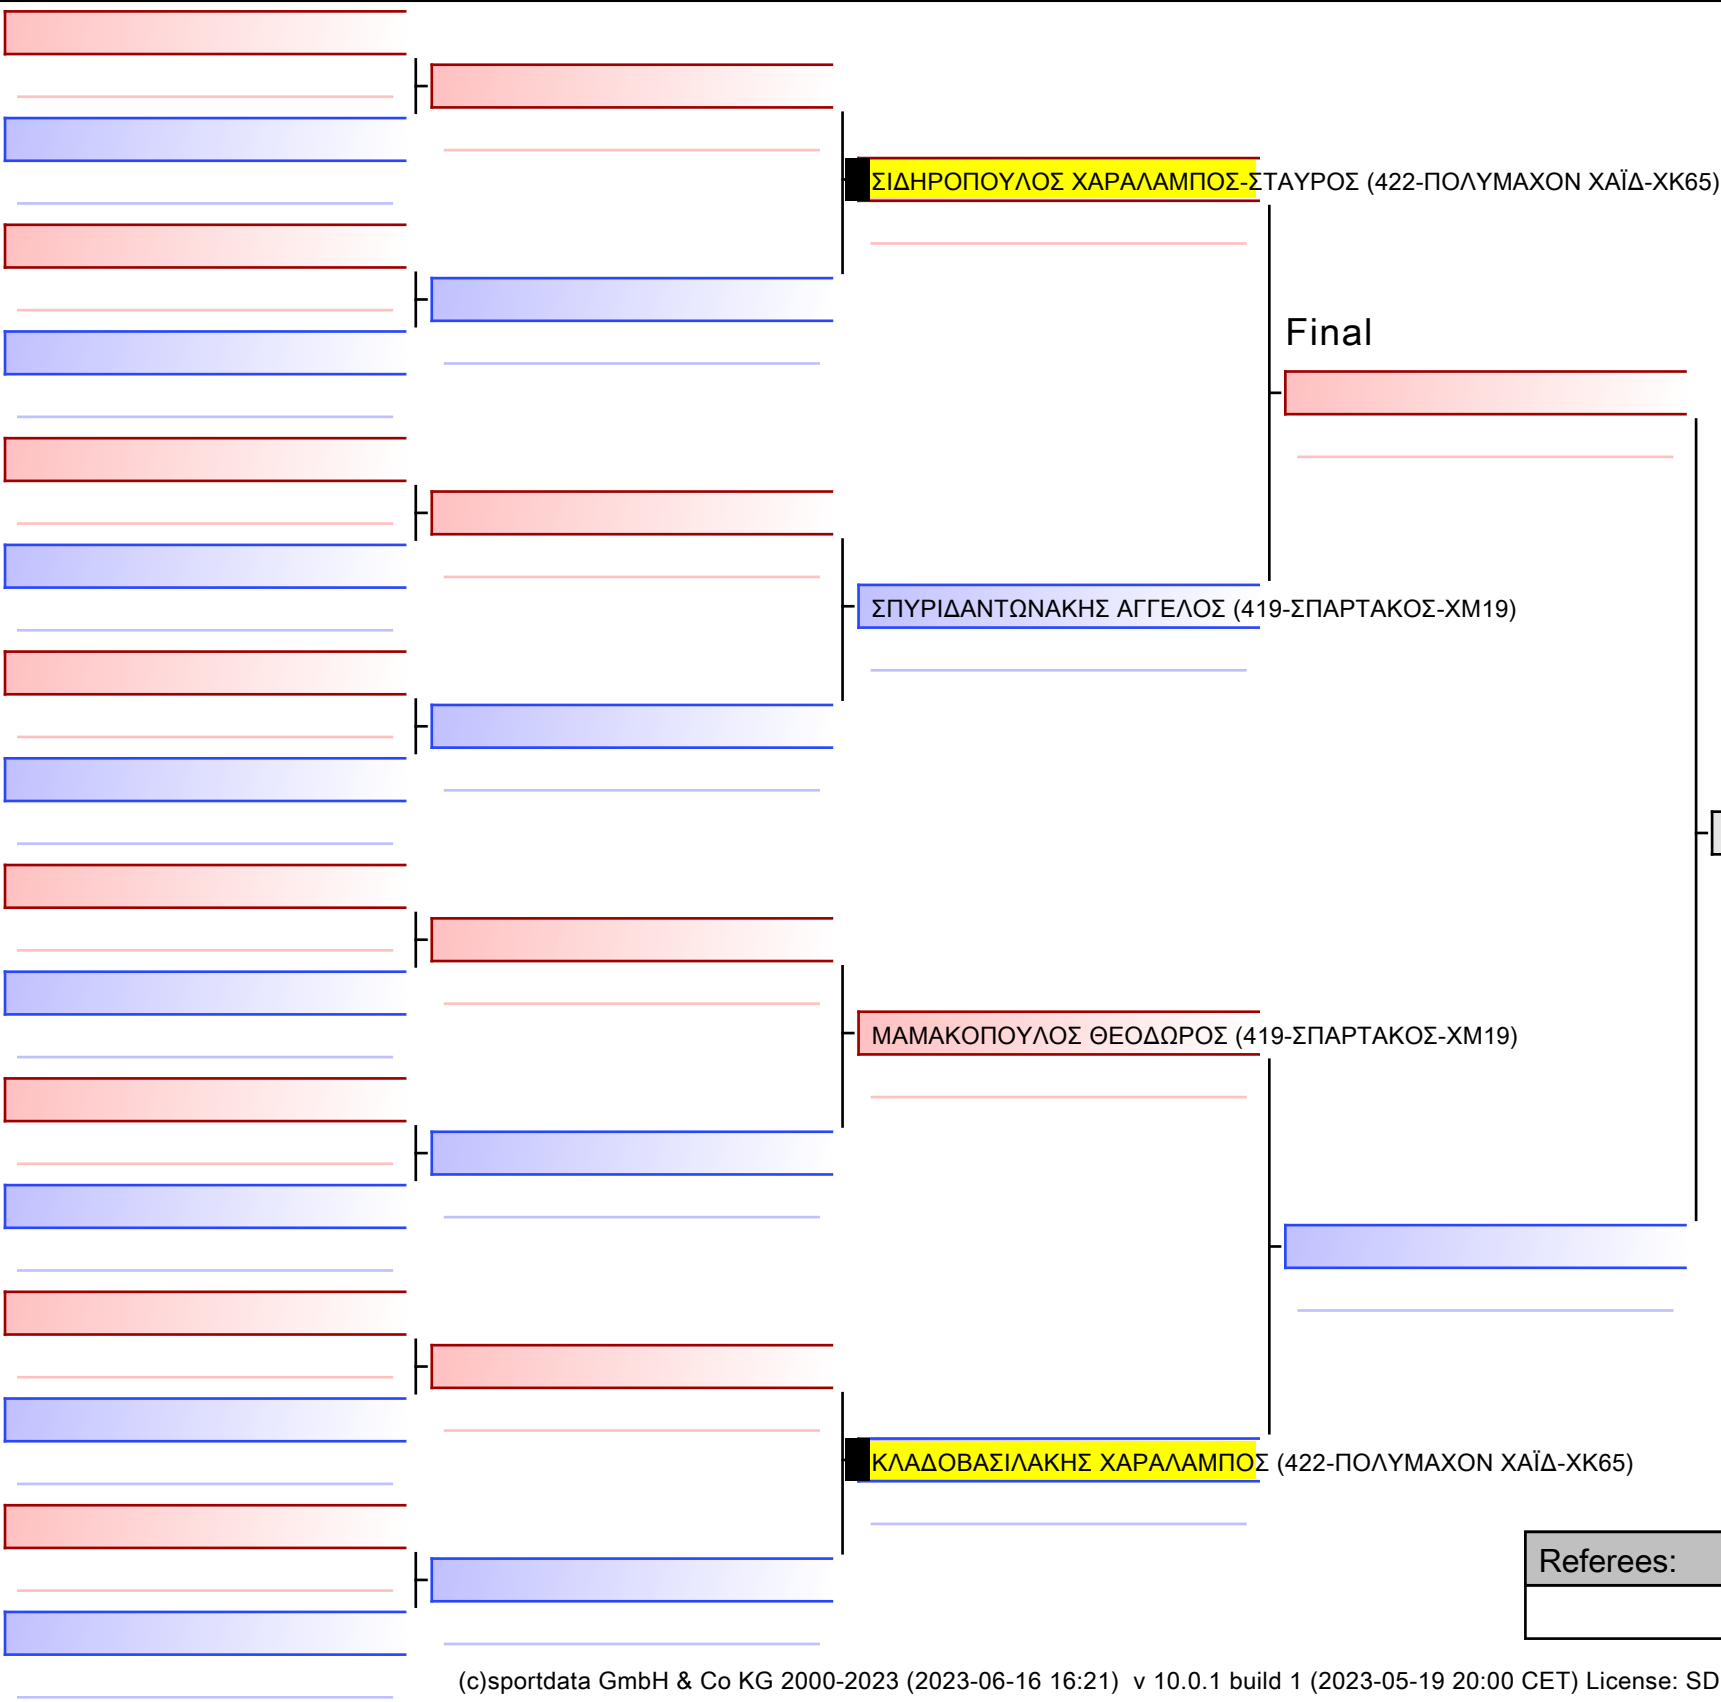 ΣΙΔΗΡΟΠΟΥΛΟΣ ΧΑΡΑΛΑΜΠΟΣ-ΣΤΑΥΡΟΣ (422-ΠΟΛΥΜΑΧΟΝ ΧΑΪΔ-ΧΚ65)
Final
ΣΠΥΡΙΔΑΝΤΩΝΑΚΗΣ ΑΓΓΕΛΟΣ (419-ΣΠΑΡΤΑΚΟΣ-ΧΜ19)
ΜΑΜΑΚΟΠΟΥΛΟΣ ΘΕΟΔΩΡΟΣ (419-ΣΠΑΡΤΑΚΟΣ-ΧΜ19)
ΚΛΑΔΟΒΑΣΙΛΑΚΗΣ ΧΑΡΑΛΑΜΠΟΣ (422-ΠΟΛΥΜΑΧΟΝ ΧΑΪΔ-ΧΚ65)
Referees:
(c)sportdata GmbH & Co KG 2000-2023 (2023-06-16 16:21) v 10.0.1 build 1 (2023-05-19 20:00 CET) License: SD